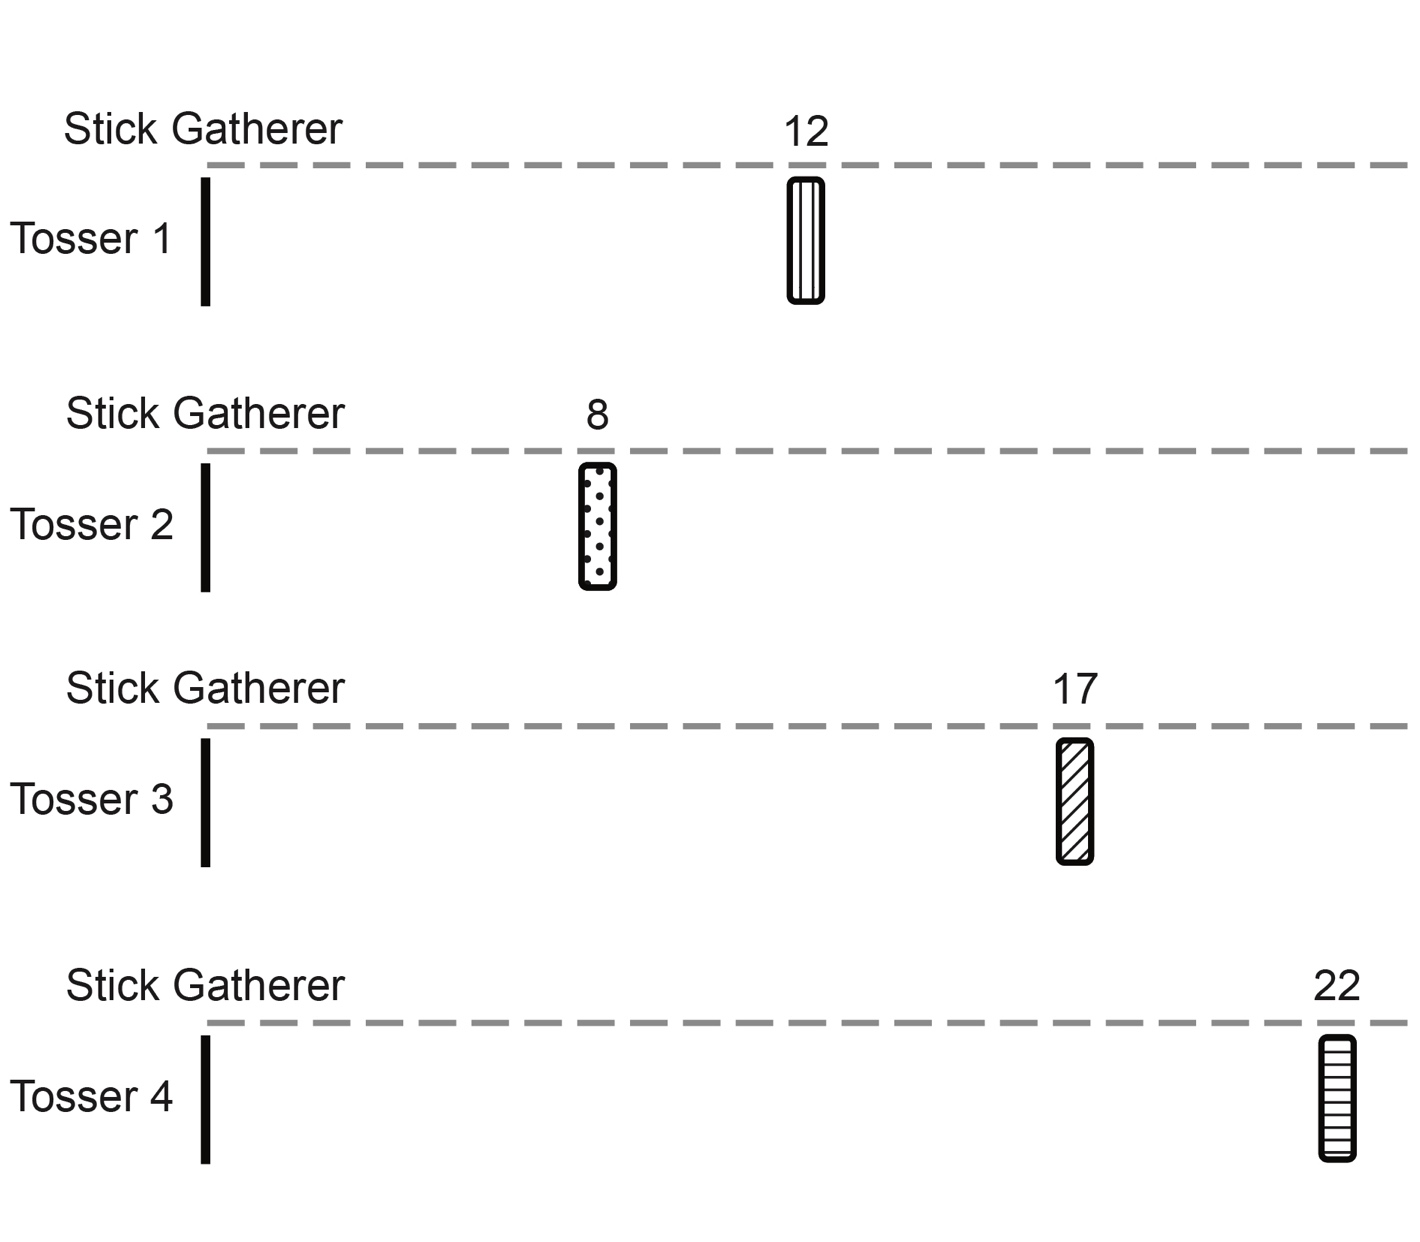 Stick Gatherer 12
Tosser 1
Stick Gatherer 8
Tosser 2
Stick Gatherer 17
Tosser 3
Stick Gatherer 22
Tosser 4